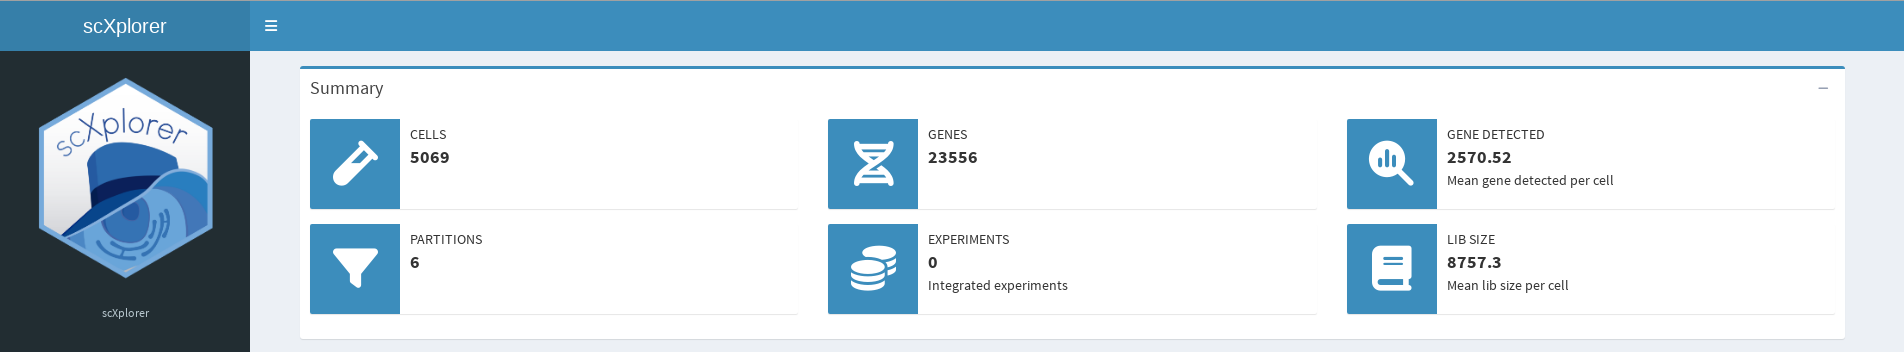 scXplorer
scXplorer
scXplorer
Summary
CELLS
5069
GENES
23556
GENE DETECTED
2570.52
Mean gene detected per cell
PARTITIONS
6
EXPERIMENTS
0
Integrated experiments
LIB SIZE
8757.3
Mean lib size per cell